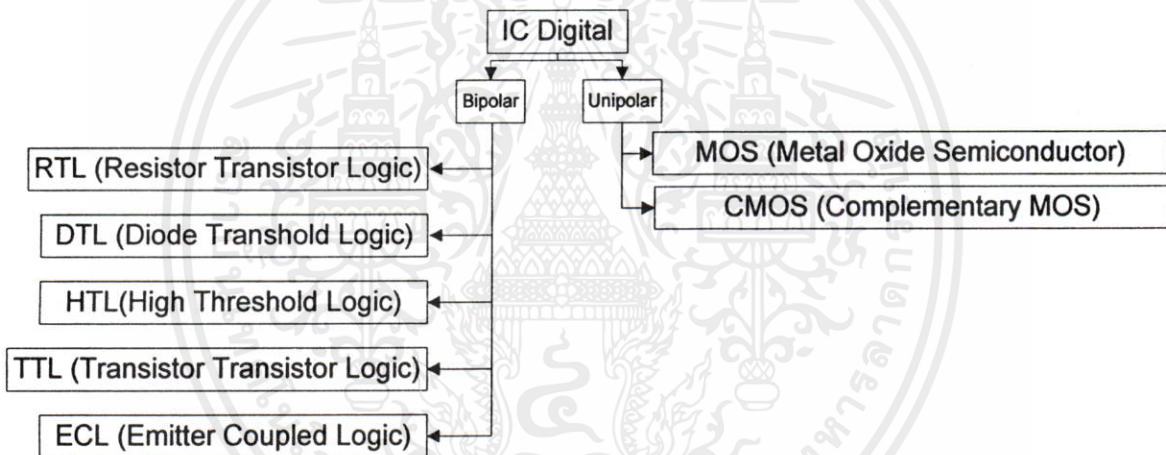 IC Digital
Bipolar
Unipolar
RTL (Resistor Transistor Logic)
DTL (Diode Transhold Logic)
HTL(High Threshold Logic)
TTL (Transistor Transistor Logic)
ECL (Emitter Coupled Logic)
MOS (Metal Oxide Semiconductor)
CMOS (Complementary MOS)